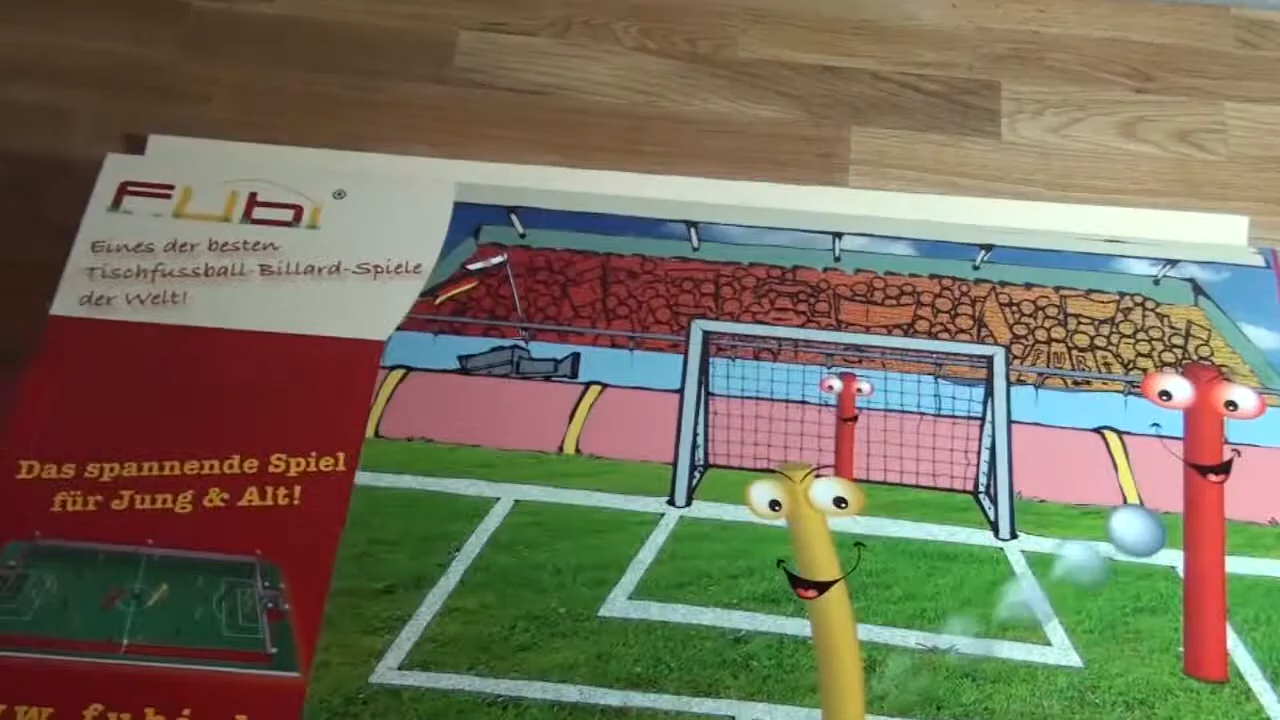 Fubi®
Eines der besten
Tischfussball-Billard-Spiele
der Welt!
Das spannende Spiel
für Jung & Alt!